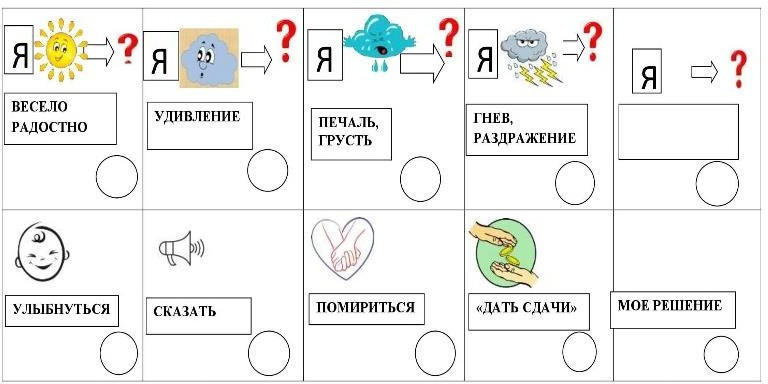 Я ?
Я ?
Я ?
Я ?
Я ?
ВЕСЕЛО
РАДОСТНО
УДИВЛЕНИЕ
ПЕЧАЛЬ,
ГРУСТЬ
ГНЕВ,
РАЗДРАЖЕНИЕ
УЛЫБНУТЬСЯ
СКАЗАТЬ
ПОМИРИТЬСЯ
«ДАТЬ СДАЧИ»
МОЕ РЕШЕНИЕ